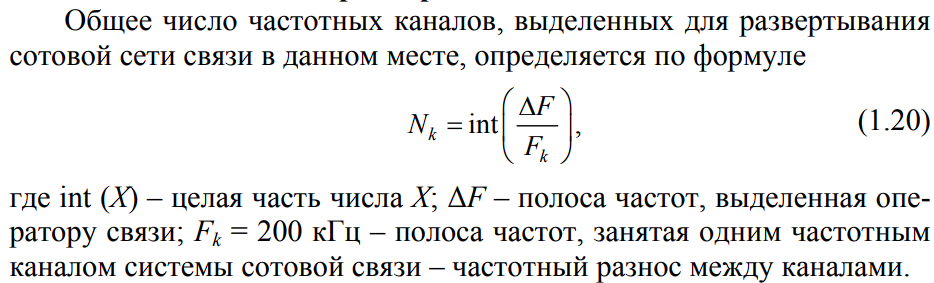 Общее число частотных каналов, выделенных для развертывания
сотовой сети связи в данном месте, определяется по формуле
N_k = int(ΔF / F_k), (1.20)
где int (X) – целая часть числа X; ΔF – полоса частот, выделенная опе-
ратору связи; F_k = 200 кГц – полоса частот, занятая одним частотным
каналом системы сотовой связи – частотный разнос между каналами.